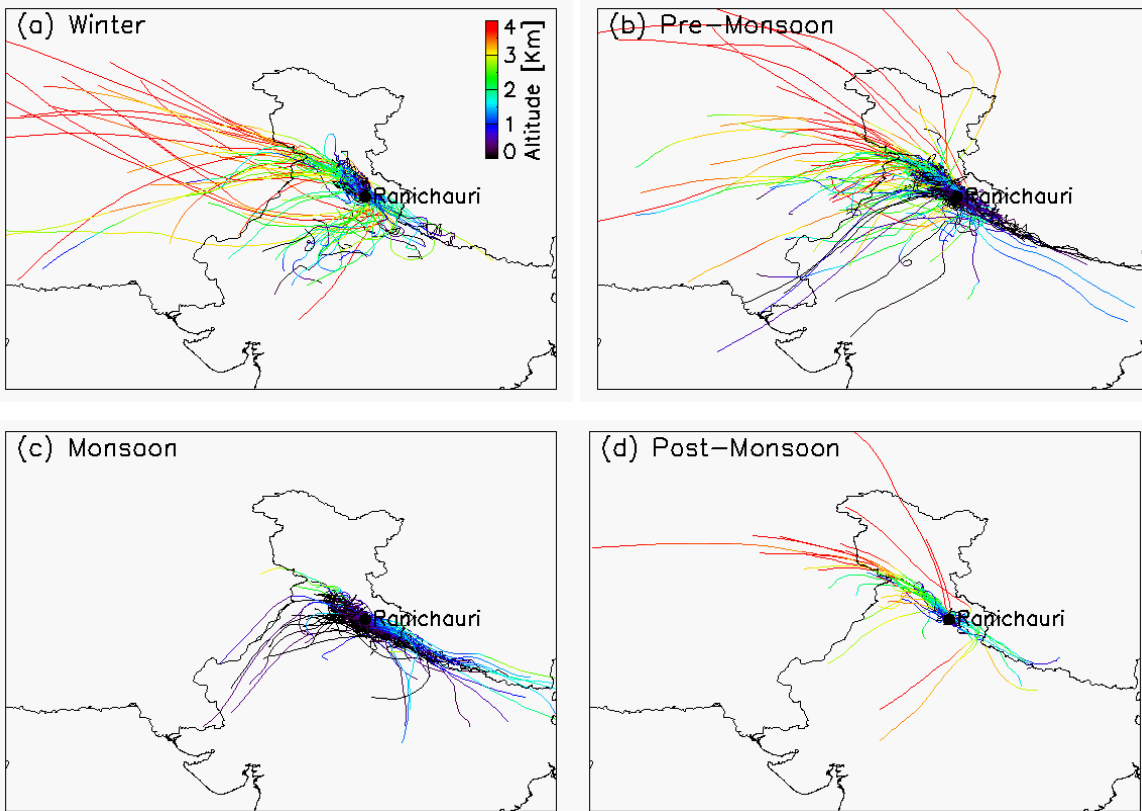 (a) Winter
4
3
2
1
0
Altitude [Km]
Ranichauri
(b) Pre-Monsoon
Ranichauri
(c) Monsoon
Ranichauri
(d) Post-Monsoon
Ranichauri